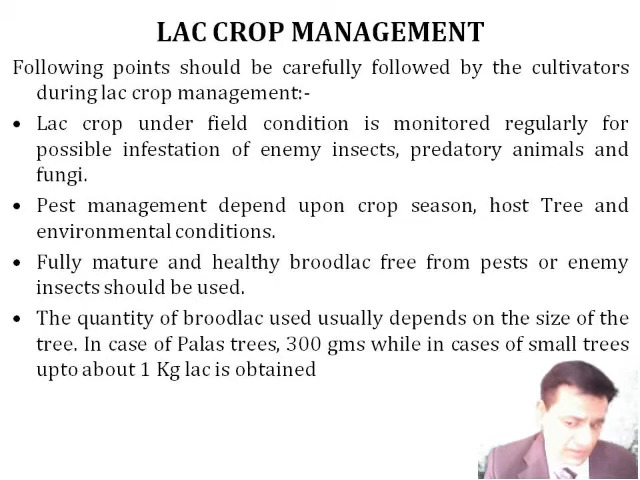 LAC CROP MANAGEMENT
Following points should be carefully followed by the cultivators
during lac crop management:-
• Lac crop under field condition is monitored regularly for
possible infestation of enemy insects, predatory animals and
fungi.
• Pest management depend upon crop season, host Tree and
environmental conditions.
• Fully mature and healthy broodlac free from pests or enemy
insects should be used.
• The quantity of broodlac used usually depends on the size of the
tree. In case of Palas trees, 300 gms while in cases of small trees
upto about 1 Kg lac is obtained